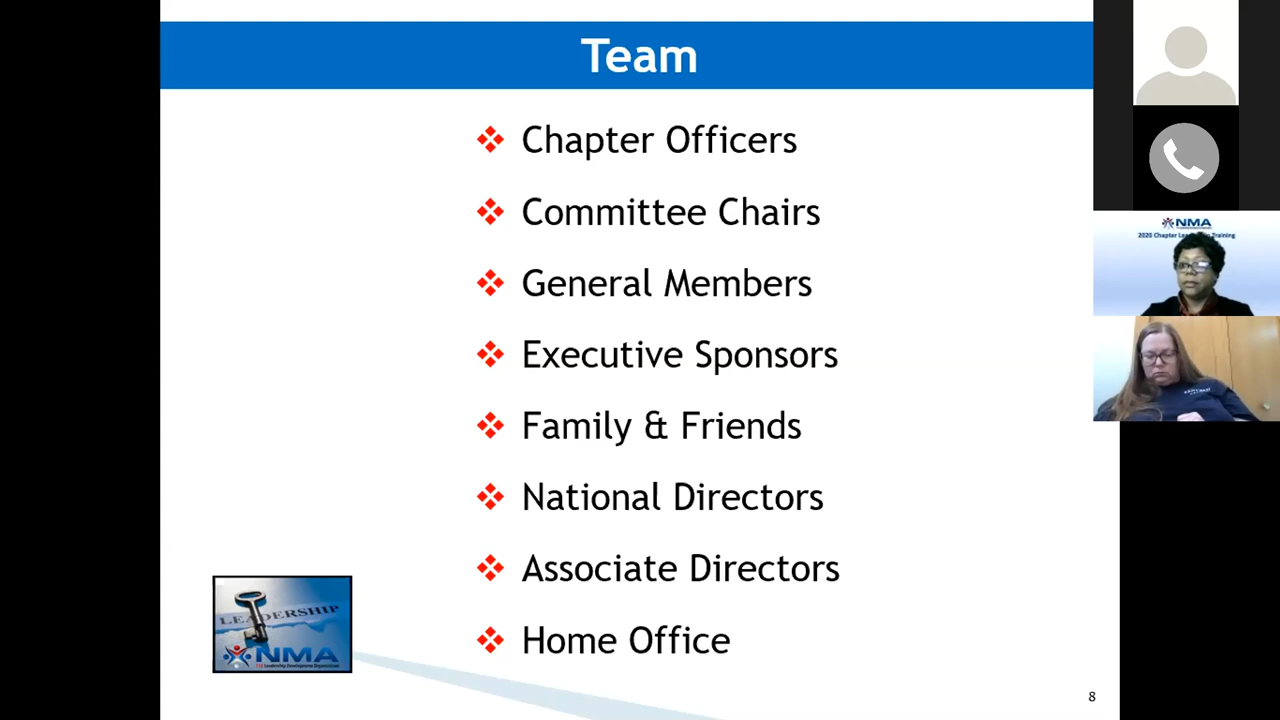 Team
Chapter Officers
Committee Chairs
General Members
Executive Sponsors
Family & Friends
National Directors
Associate Directors
Home Office
LEADERSHIP
NMA
THE Leadership Development Organization
8
NMA
2020 Chapter Leadership Training